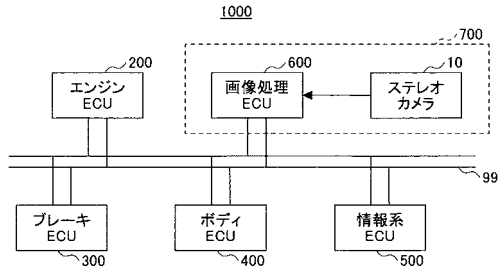 1000
700
200
600
10
エンジン
ECU
画像処理
ECU
ステレオ
カメラ
99
ブレーキ
ECU
ボディ
ECU
情報系
ECU
300
400
500